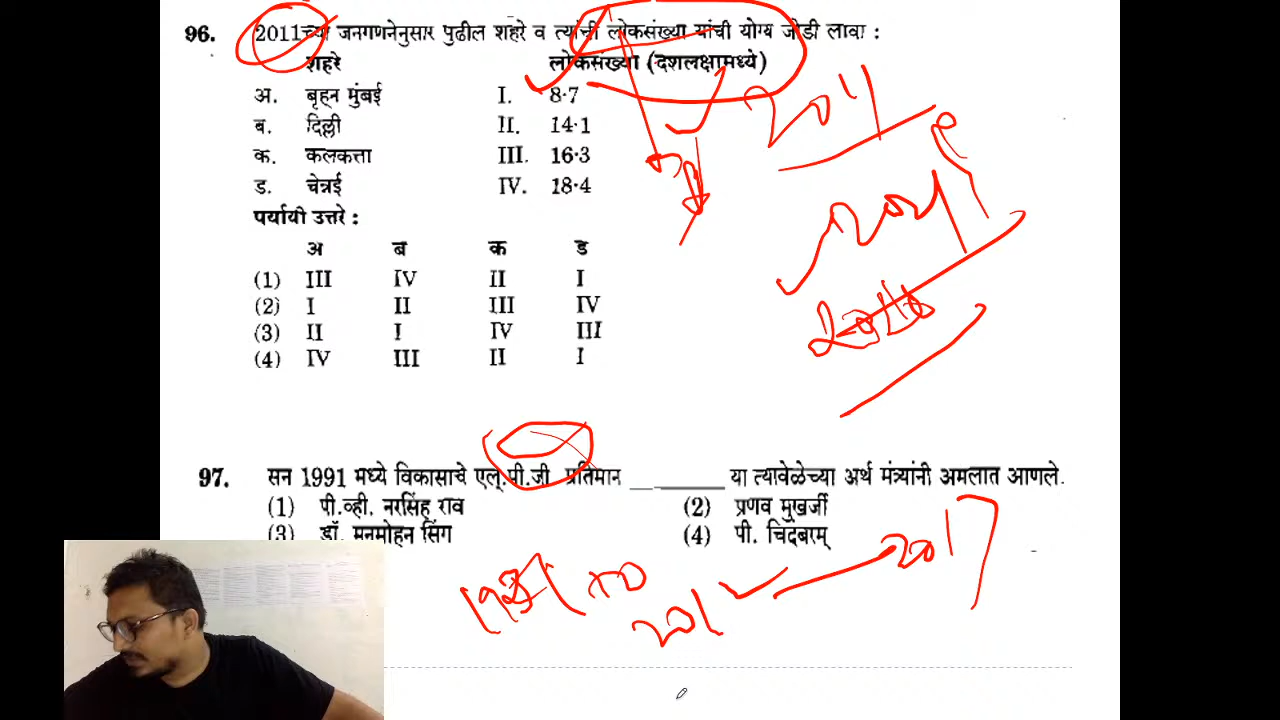 96. 2011च्या जनगणनेनुसार पुढील शहरे व त्यांची लोकसंख्या यांची योग्य जोडी लावा :
शहरे लोकसंख्या (दशलक्षामध्ये)
अ. बृहन मुंबई I. 8·7
ब. दिल्ली II. 14·1
क. कलकत्ता III. 16·3
ड. चेन्नई IV. 18·4
पर्यायी उत्तरे :
अ ब क ड
(1) III IV II I
(2) I II III IV
(3) II I IV III
(4) IV III II I
2011
97. सन 1991 मध्ये विकासाचे एल्.पी.जी प्रतिमान ________ या त्यावेळेच्या अर्थ मंत्र्यांनी अमलात आणले.
(1) पी.व्ही. नरसिंह राव (2) प्रणव मुखर्जी
(3) डॉ. मनमोहन सिंग (4) पी. चिदंबरम्
2017